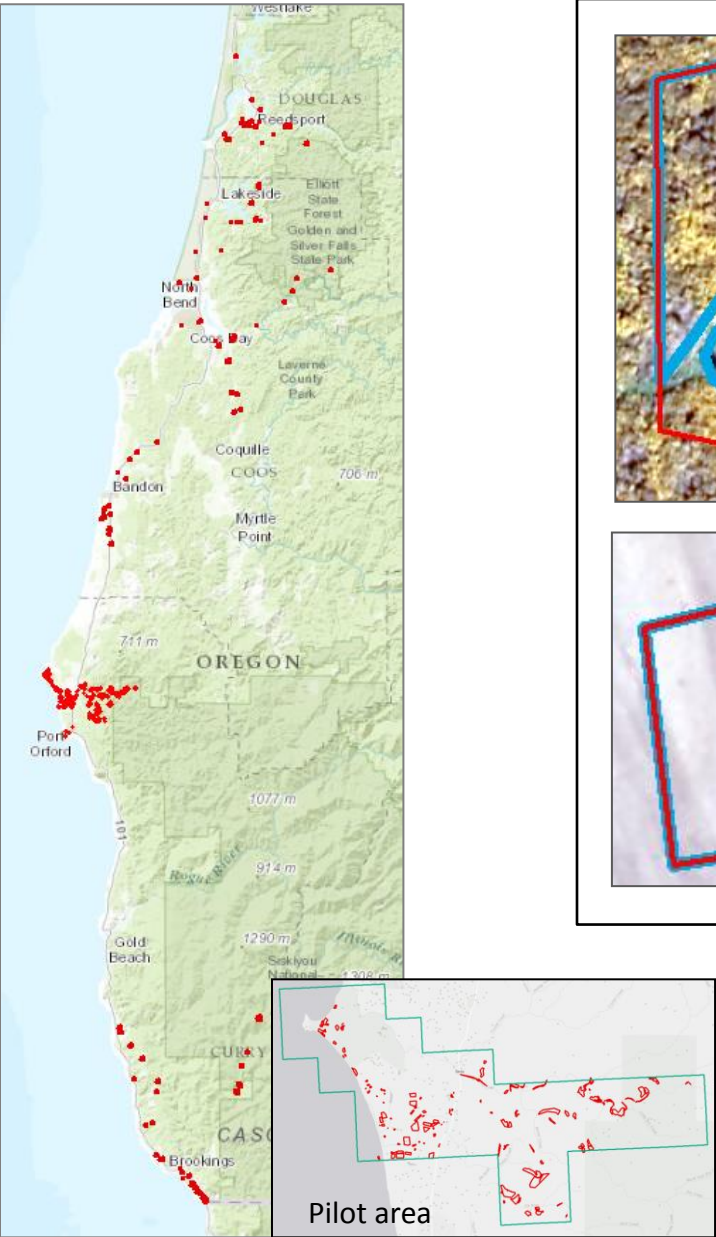 Westlake
DOUGLAS
Reedsport
Lakeside
Elliott
State
Forest
Golden and
Silver Falls
State Park
North
Bend
Coos Bay
Laverne
County
Park
Coquille
COOS
706 m
Bandon
Myrtle
Point
711 m
OREGON
Port
Orford
1077 m
101
Rogue River
914 m
Gold
Beach
1290 m
Siskiyou
National
1308 m
CURRY
Brookings
Pilot area